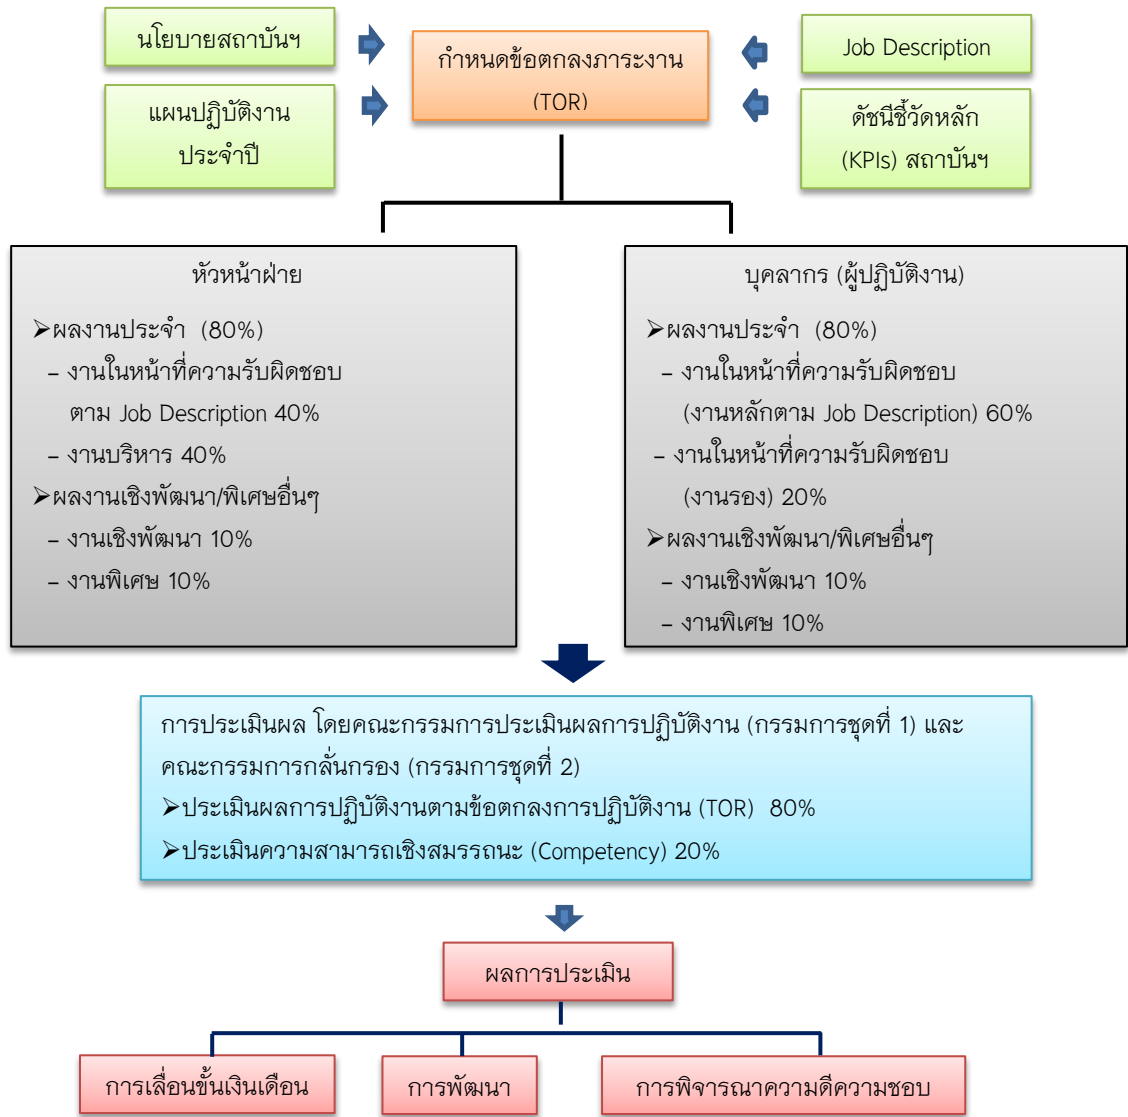 นโยบายสถาบันฯ
แผนปฏิบัติงาน
ประจำปี
กำหนดข้อตกลงภาระงาน
(TOR)
Job Description
ดัชนีชี้วัดหลัก
(KPIs) สถาบันฯ
หัวหน้าฝ่าย
➢ผลงานประจำ (80%)
– งานในหน้าที่ความรับผิดชอบ
ตาม Job Description 40%
– งานบริหาร 40%
➢ผลงานเชิงพัฒนา/พิเศษอื่นๆ
– งานเชิงพัฒนา 10%
– งานพิเศษ 10%
บุคลากร (ผู้ปฏิบัติงาน)
➢ผลงานประจำ (80%)
– งานในหน้าที่ความรับผิดชอบ
(งานหลักตาม Job Description) 60%
– งานในหน้าที่ความรับผิดชอบ
(งานรอง) 20%
➢ผลงานเชิงพัฒนา/พิเศษอื่นๆ
– งานเชิงพัฒนา 10%
– งานพิเศษ 10%
การประเมินผล โดยคณะกรรมการประเมินผลการปฏิบัติงาน (กรรมการชุดที่ 1) และ
คณะกรรมการกลั่นกรอง (กรรมการชุดที่ 2)
➢ประเมินผลการปฏิบัติงานตามข้อตกลงการปฏิบัติงาน (TOR) 80%
➢ประเมินความสามารถเชิงสมรรถนะ (Competency) 20%
ผลการประเมิน
การเลื่อนขั้นเงินเดือน
การพัฒนา
การพิจารณาความดีความชอบ